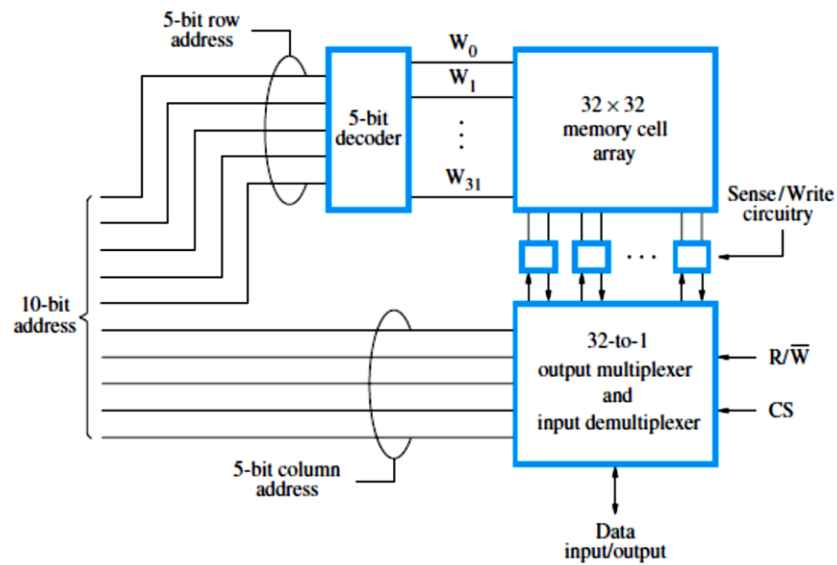 5-bit row
address
W₀
W₁
W₃₁
5-bit
decoder
32 × 32
memory cell
array
Sense/Write
circuitry
10-bit
address
32-to-1
output multiplexer
and
input demultiplexer
R/W̅
CS
5-bit column
address
Data
input/output